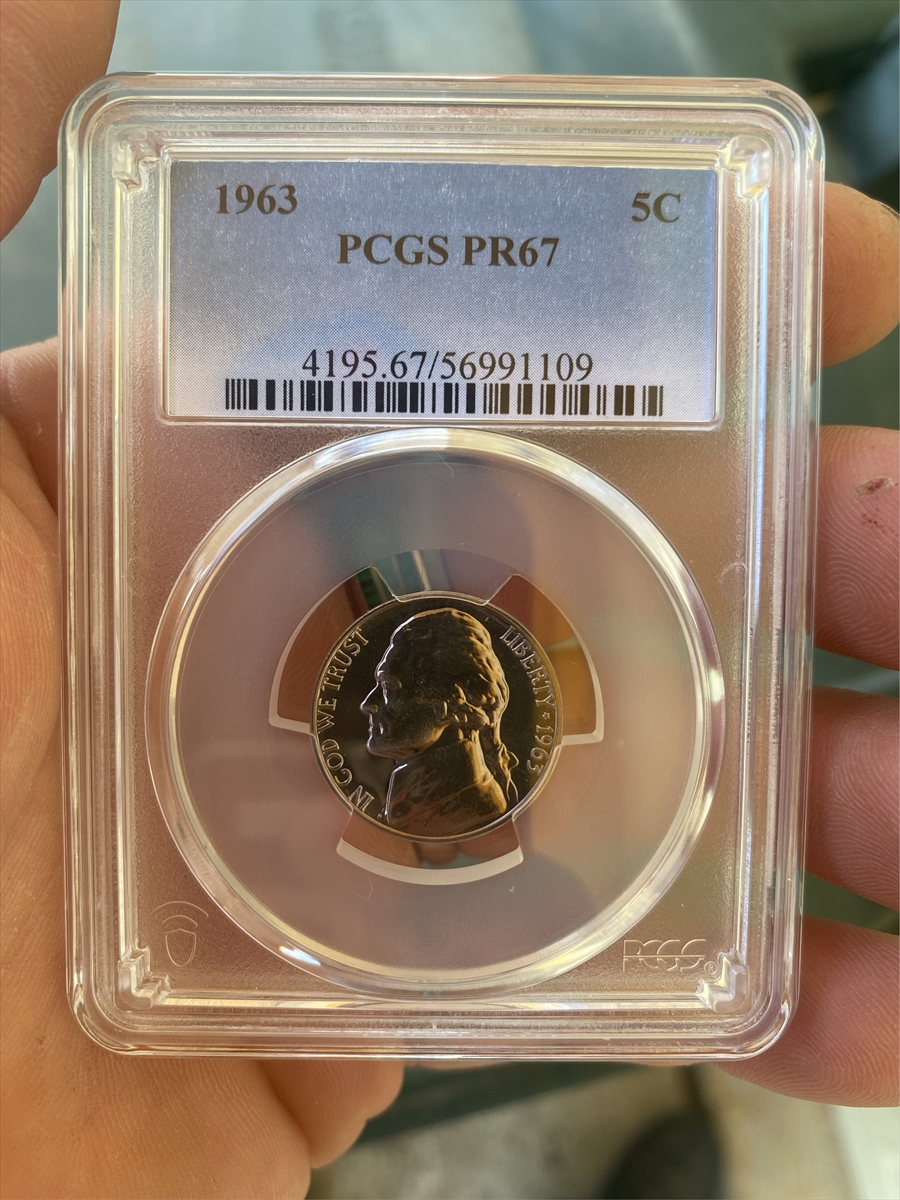 1963 5C
PCGS PR67
4195.67/56991109
IN GOD WE TRUST
LIBERTY ★ 1963
PCGS®